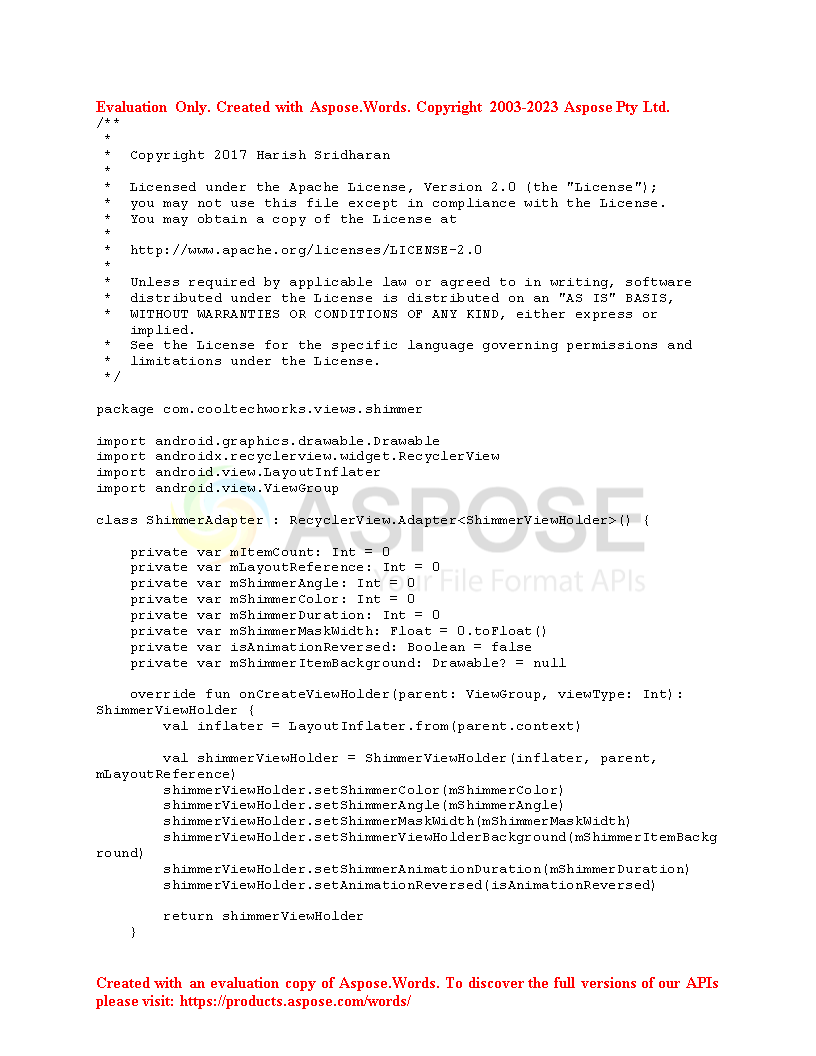 Evaluation Only. Created with Aspose.Words. Copyright 2003-2023 Aspose Pty Ltd.
/**
 *
 *  Copyright 2017 Harish Sridharan
 *
 *  Licensed under the Apache License, Version 2.0 (the "License");
 *  you may not use this file except in compliance with the License.
 *  You may obtain a copy of the License at
 *
 *  http://www.apache.org/licenses/LICENSE-2.0
 *
 *  Unless required by applicable law or agreed to in writing, software
 *  distributed under the License is distributed on an "AS IS" BASIS,
 *  WITHOUT WARRANTIES OR CONDITIONS OF ANY KIND, either express or
    implied.
 *  See the License for the specific language governing permissions and
 *  limitations under the License.
 */

package com.cooltechworks.views.shimmer

import android.graphics.drawable.Drawable
import androidx.recyclerview.widget.RecyclerView
import android.view.LayoutInflater
import android.view.ViewGroup
ASPOSE
class ShimmerAdapter : RecyclerView.Adapter<ShimmerViewHolder>() {

    private var mItemCount: Int = 0
    private var mLayoutReference: Int = 0
Your File Format APIs
    private var mShimmerAngle: Int = 0
    private var mShimmerColor: Int = 0
    private var mShimmerDuration: Int = 0
    private var mShimmerMaskWidth: Float = 0.toFloat()
    private var isAnimationReversed: Boolean = false
    private var mShimmerItemBackground: Drawable? = null

    override fun onCreateViewHolder(parent: ViewGroup, viewType: Int):
ShimmerViewHolder {
        val inflater = LayoutInflater.from(parent.context)

        val shimmerViewHolder = ShimmerViewHolder(inflater, parent,
mLayoutReference)
        shimmerViewHolder.setShimmerColor(mShimmerColor)
        shimmerViewHolder.setShimmerAngle(mShimmerAngle)
        shimmerViewHolder.setShimmerMaskWidth(mShimmerMaskWidth)
        shimmerViewHolder.setShimmerViewHolderBackground(mShimmerItemBackg
round)
        shimmerViewHolder.setShimmerAnimationDuration(mShimmerDuration)
        shimmerViewHolder.setAnimationReversed(isAnimationReversed)

        return shimmerViewHolder
    }

Created with an evaluation copy of Aspose.Words. To discover the full versions of our APIs
please visit: https://products.aspose.com/words/